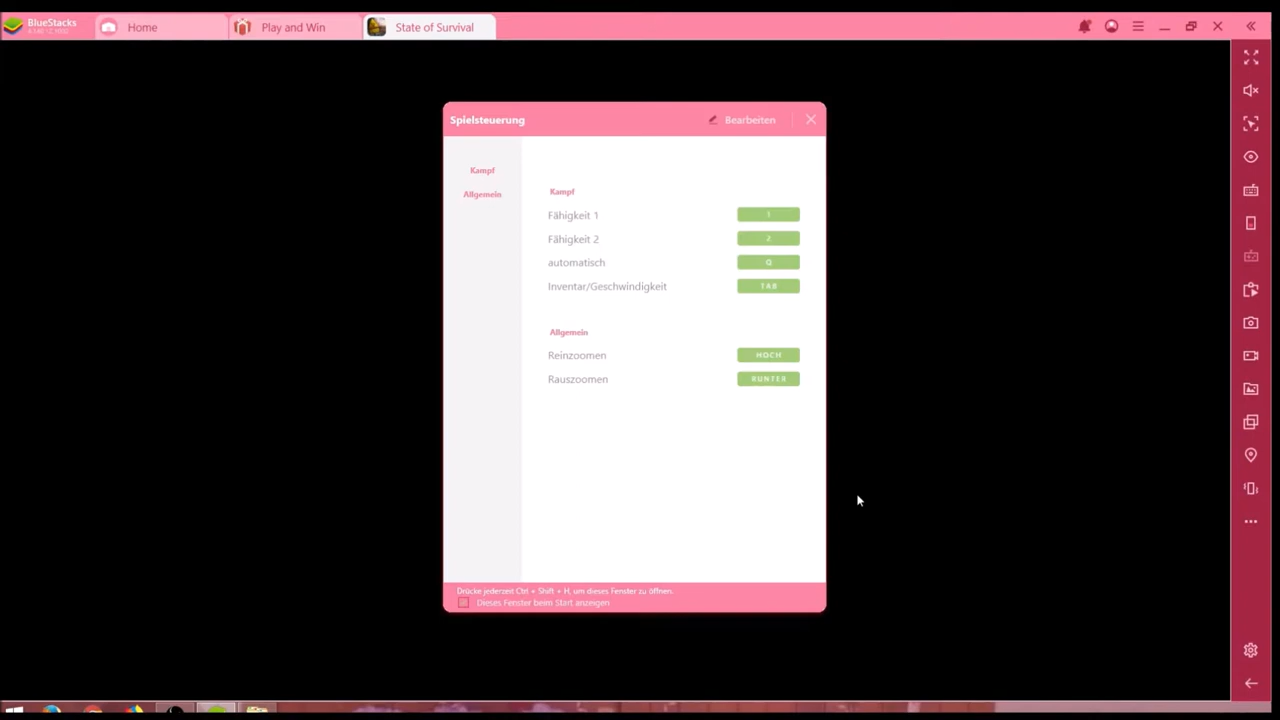 BlueStacks
Home
Play and Win
State of Survival
Spielsteuerung
Bearbeiten
Kampf
Allgemein
Kampf
Fähigkeit 1
1
Fähigkeit 2
2
automatisch
Q
Inventar/Geschwindigkeit
TAB
Allgemein
Reinzoomen
HOCH
Rauszoomen
RUNTER
Drücke jederzeit Ctrl + Shift + H, um dieses Fenster zu öffnen.
Dieses Fenster beim Start anzeigen